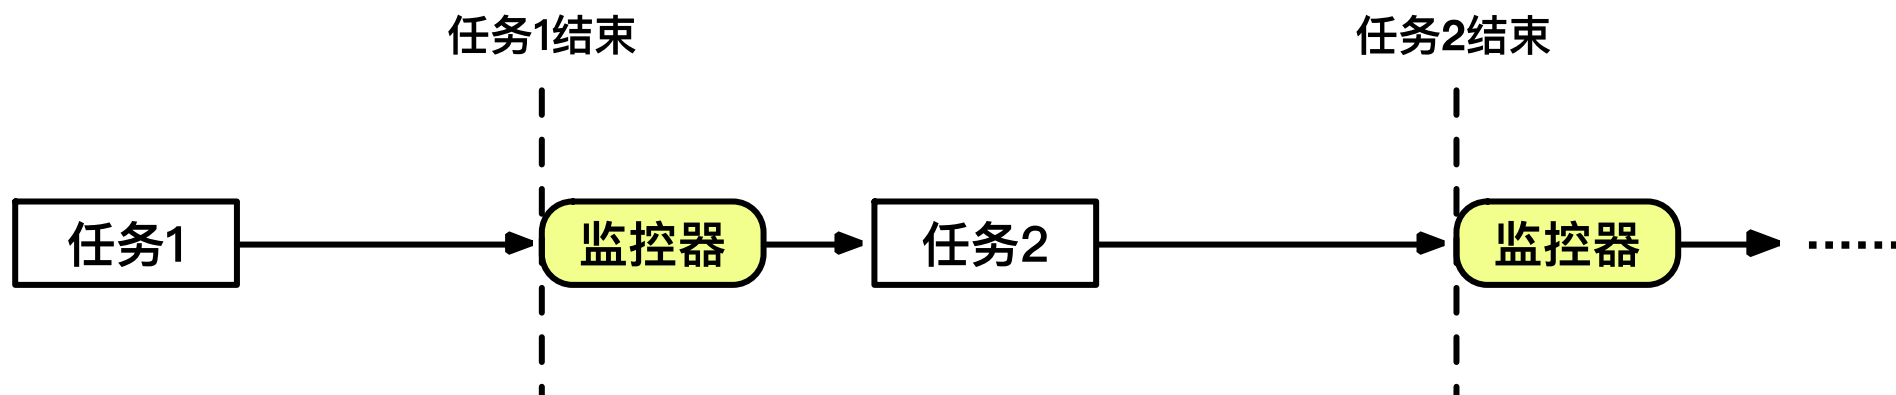 任务1结束 任务2结束
任务1 监控器 任务2 监控器 ......